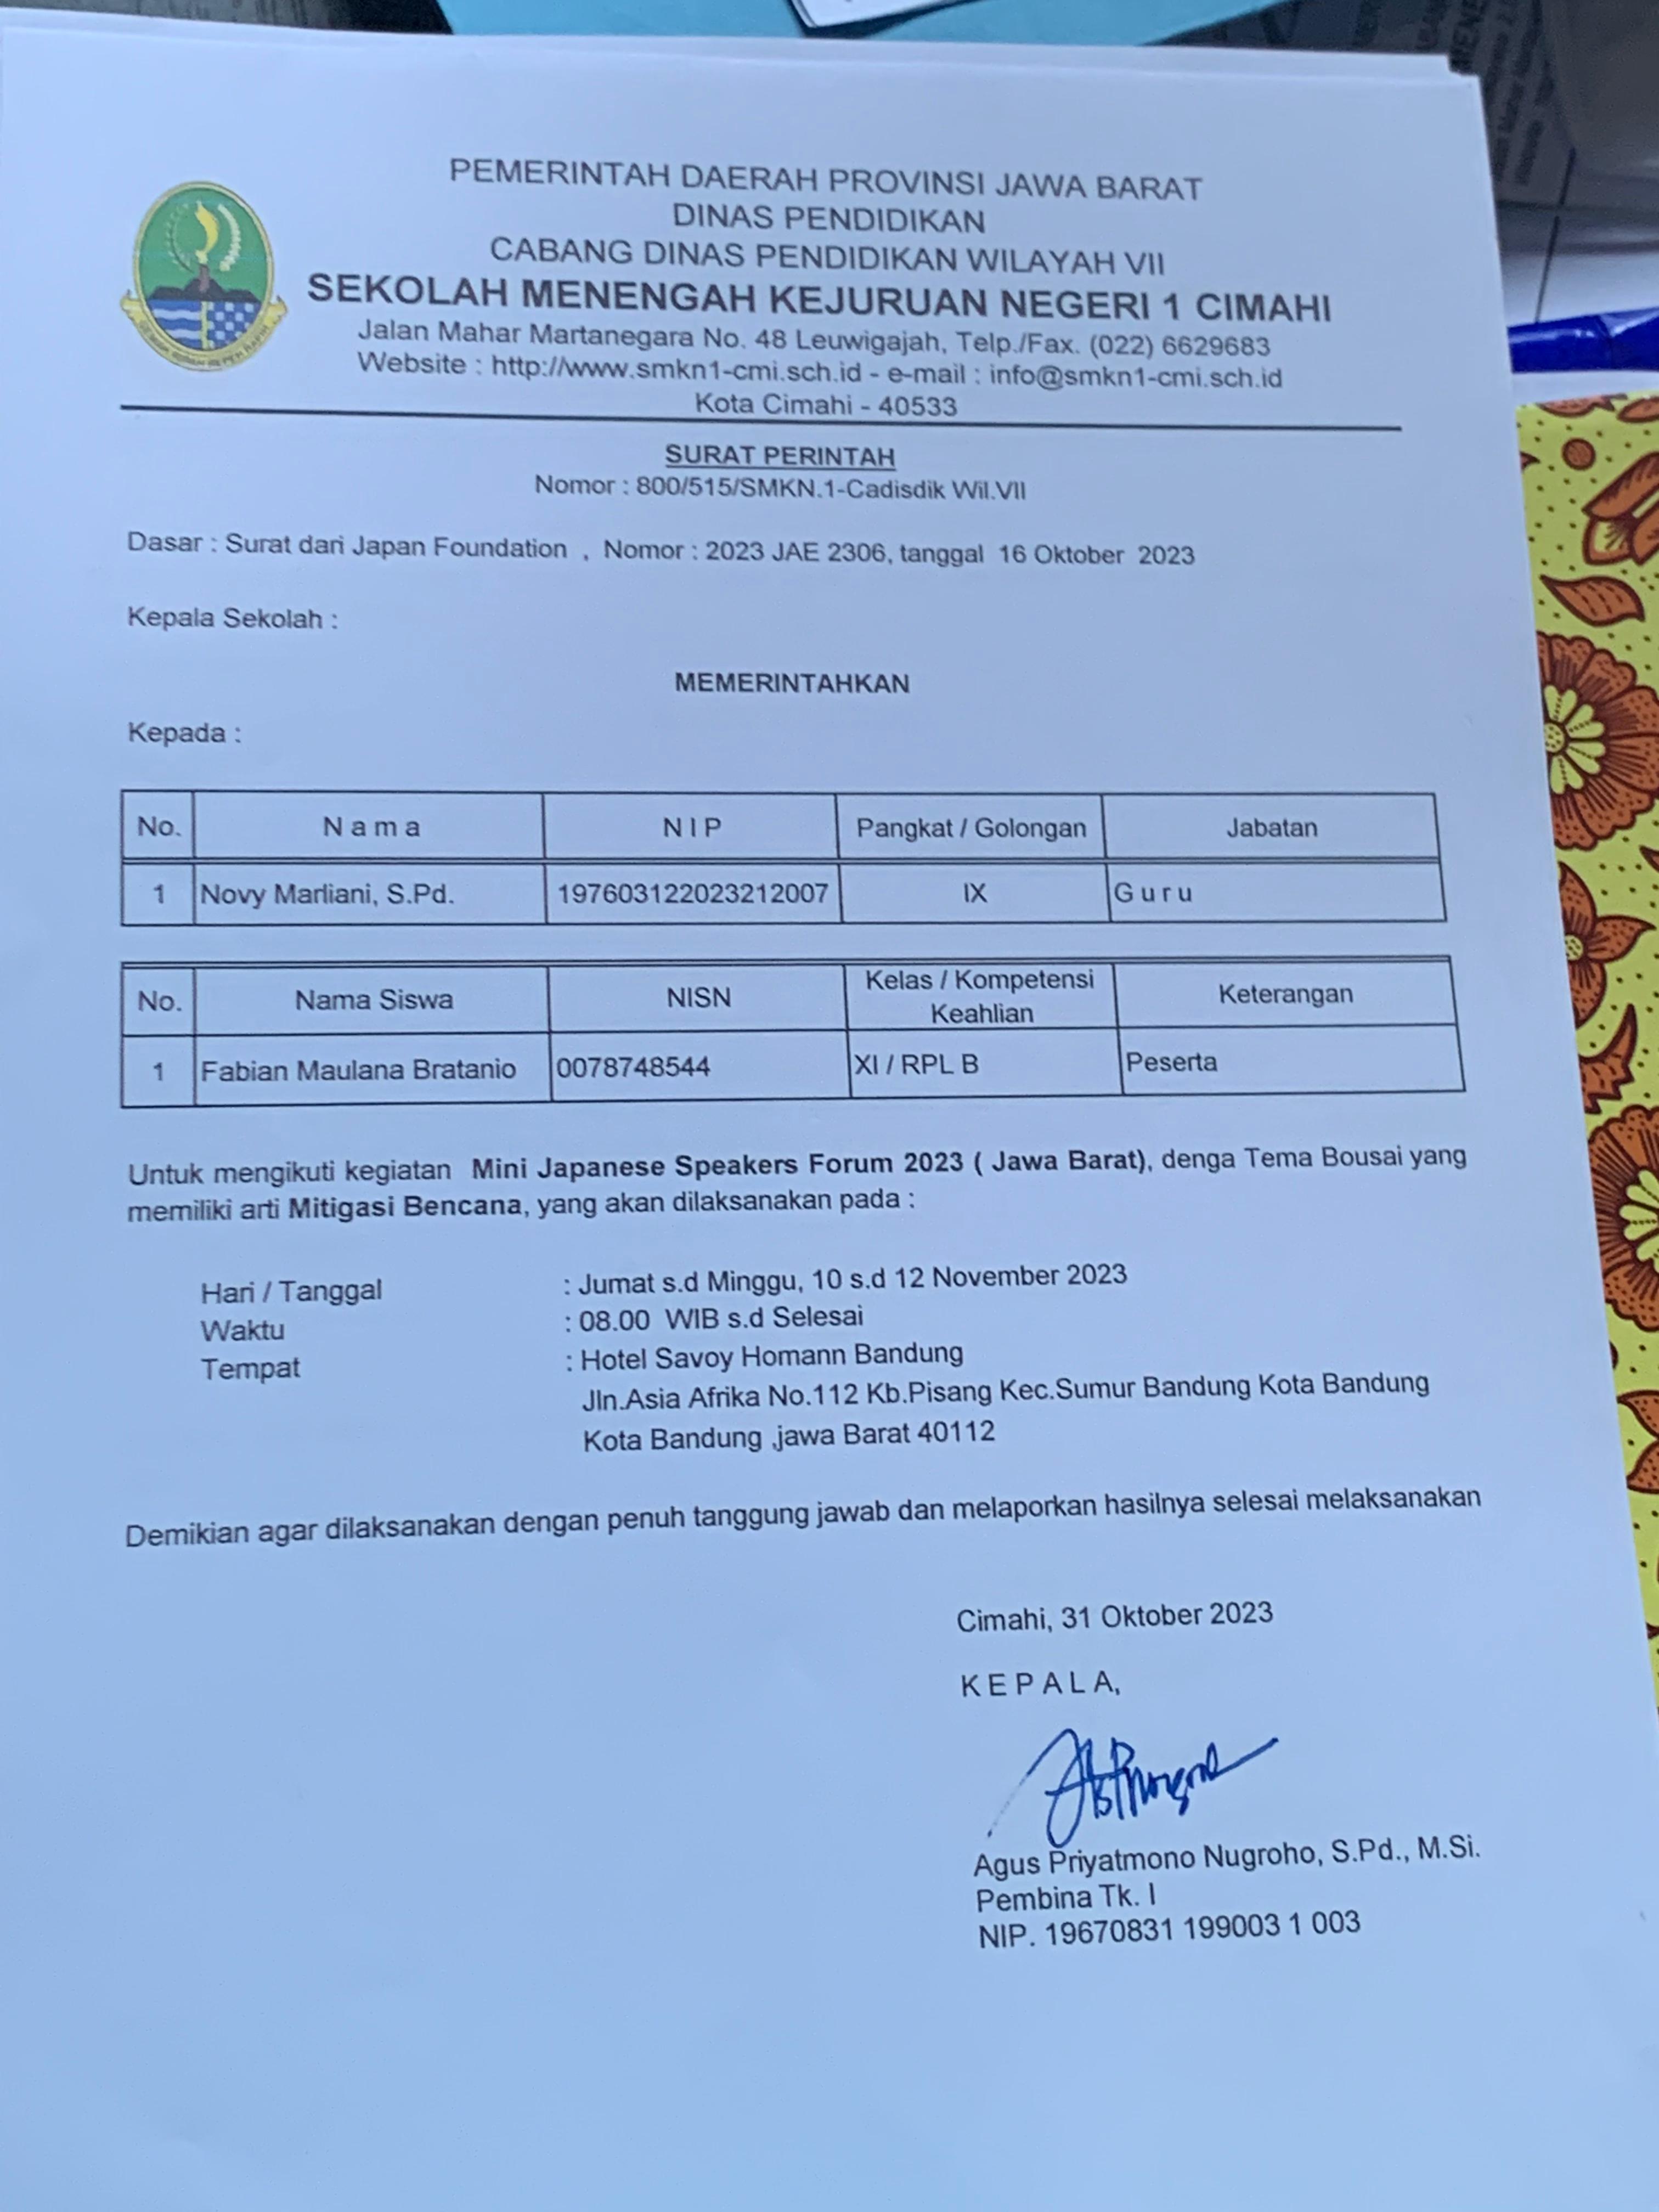 PEMERINTAH DAERAH PROVINSI JAWA BARAT
DINAS PENDIDIKAN
CABANG DINAS PENDIDIKAN WILAYAH VII
SEKOLAH MENENGAH KEJURUAN NEGERI 1 CIMAHI
Jalan Mahar Martanegara No. 48 Leuwigajah, Telp./Fax. (022) 6629683
Website : http://www.smkn1-cmi.sch.id - e-mail : info@smkn1-cmi.sch.id
Kota Cimahi - 40533
SURAT PERINTAH
Nomor : 800/515/SMKN.1-Cadisdik Wil.VII
Dasar : Surat dari Japan Foundation , Nomor : 2023 JAE 2306, tanggal 16 Oktober 2023
Kepala Sekolah :
MEMERINTAHKAN
Kepada :
No. N a m a N I P Pangkat / Golongan Jabatan
1 Novy Marliani, S.Pd. 197603122023212007 IX G u r u
No. Nama Siswa NISN Kelas / Kompetensi Keahlian Keterangan
1 Fabian Maulana Bratanio 0078748544 XI / RPL B Peserta
Untuk mengikuti kegiatan Mini Japanese Speakers Forum 2023 ( Jawa Barat), denga Tema Bousai yang
memiliki arti Mitigasi Bencana, yang akan dilaksanakan pada :
Hari / Tanggal : Jumat s.d Minggu, 10 s.d 12 November 2023
Waktu : 08.00 WIB s.d Selesai
Tempat : Hotel Savoy Homann Bandung
Jln.Asia Afrika No.112 Kb.Pisang Kec.Sumur Bandung Kota Bandung
Kota Bandung ,jawa Barat 40112
Demikian agar dilaksanakan dengan penuh tanggung jawab dan melaporkan hasilnya selesai melaksanakan
Cimahi, 31 Oktober 2023
K E P A L A,
Agus Priyatmono Nugroho, S.Pd., M.Si.
Pembina Tk. I
NIP. 19670831 199003 1 003